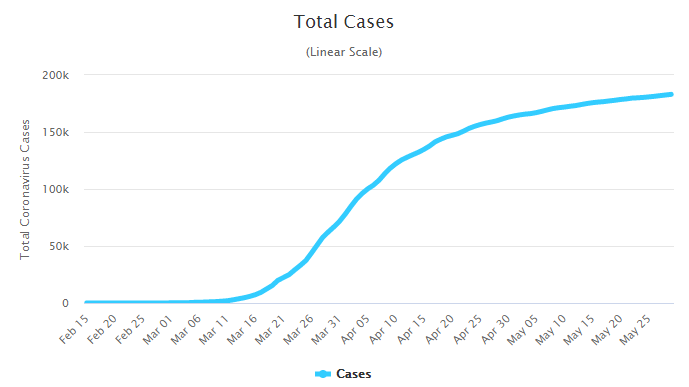 Total Cases
(Linear Scale)
Total Coronavirus Cases
200k
150k
100k
50k
0
Feb 15
Feb 20
Feb 25
Mar 01
Mar 06
Mar 11
Mar 16
Mar 21
Mar 26
Mar 31
Apr 05
Apr 10
Apr 15
Apr 20
Apr 25
Apr 30
May 05
May 10
May 15
May 20
May 25
Cases